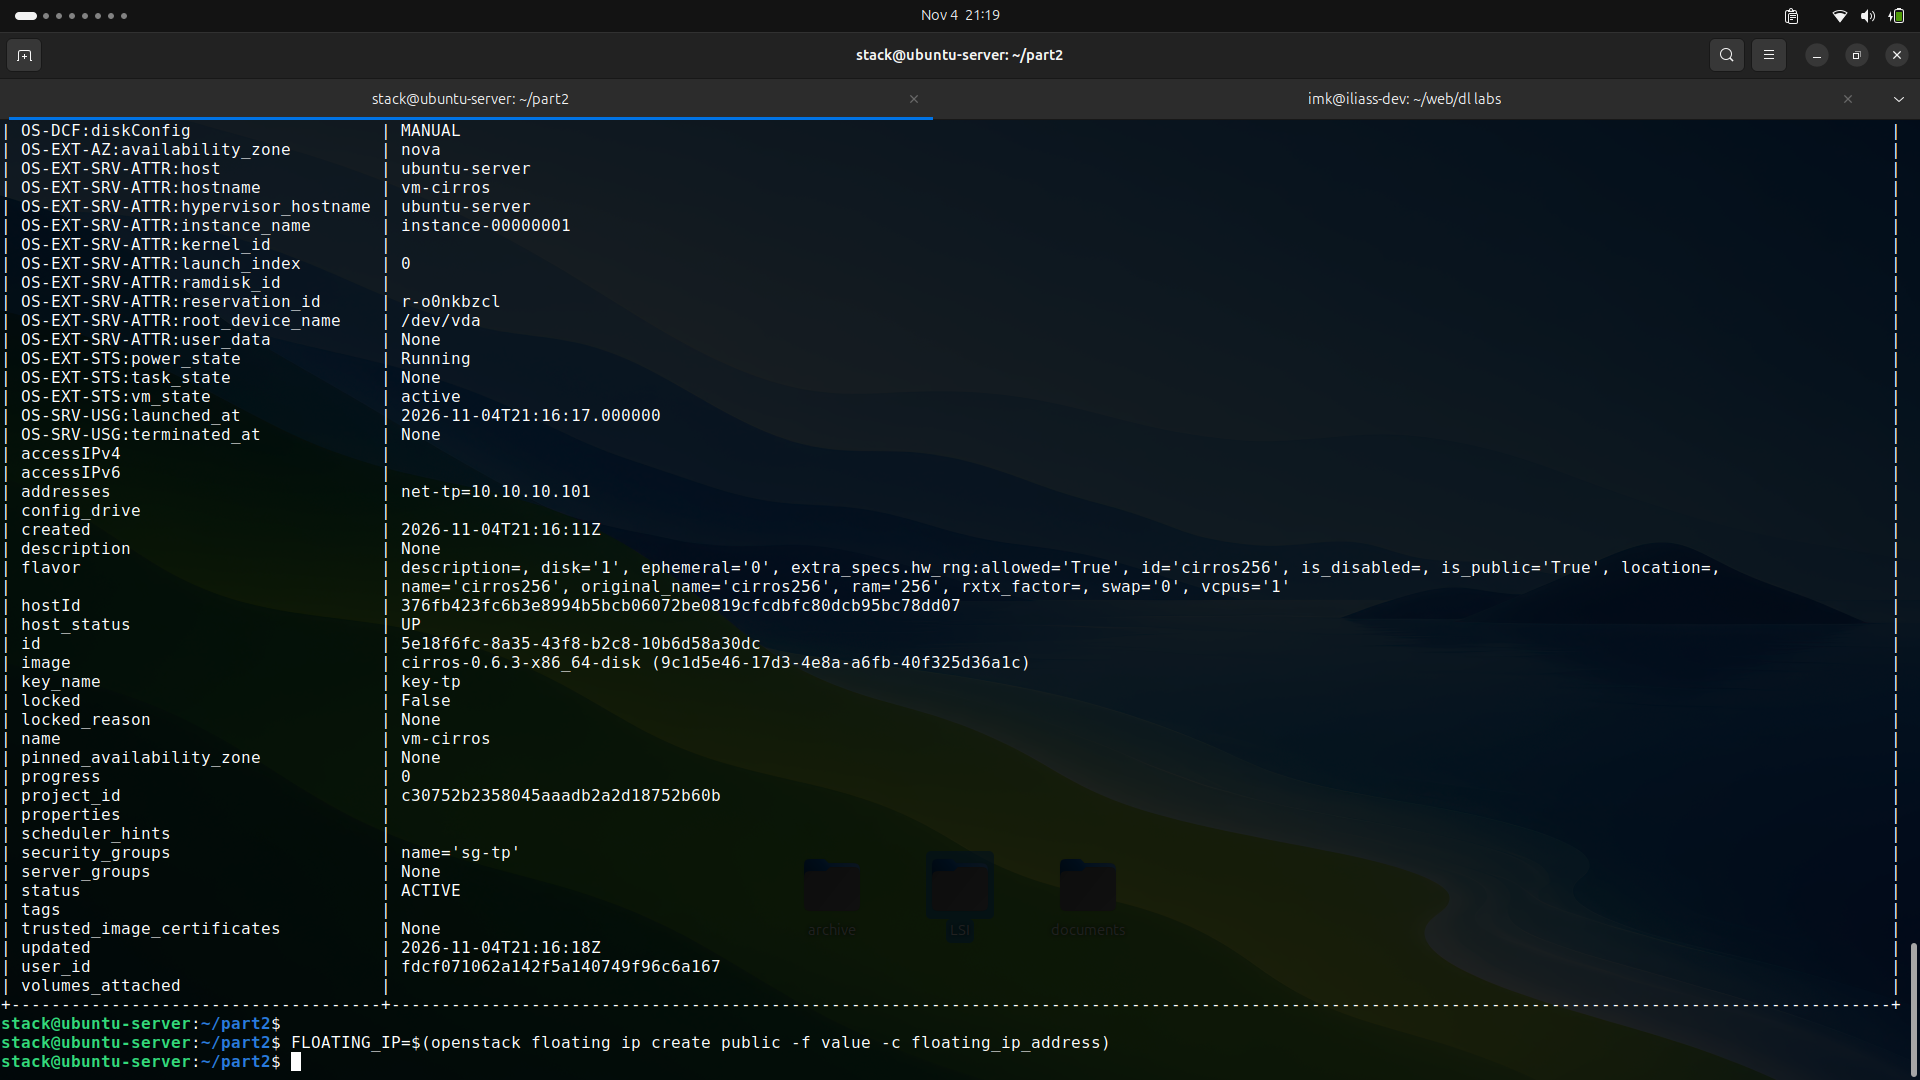 Nov 4 21:19
stack@ubuntu-server: ~/part2
stack@ubuntu-server: ~/part2
imk@iliass-dev: ~/web/dl labs
| OS-DCF:diskConfig | MANUAL |
| OS-EXT-AZ:availability_zone | nova |
| OS-EXT-SRV-ATTR:host | ubuntu-server |
| OS-EXT-SRV-ATTR:hostname | vm-cirros |
| OS-EXT-SRV-ATTR:hypervisor_hostname | ubuntu-server |
| OS-EXT-SRV-ATTR:instance_name | instance-00000001 |
| OS-EXT-SRV-ATTR:kernel_id | |
| OS-EXT-SRV-ATTR:launch_index | 0 |
| OS-EXT-SRV-ATTR:ramdisk_id | |
| OS-EXT-SRV-ATTR:reservation_id | r-o0nkbzcl |
| OS-EXT-SRV-ATTR:root_device_name | /dev/vda |
| OS-EXT-SRV-ATTR:user_data | None |
| OS-EXT-STS:power_state | Running |
| OS-EXT-STS:task_state | None |
| OS-EXT-STS:vm_state | active |
| OS-SRV-USG:launched_at | 2026-11-04T21:16:17.000000 |
| OS-SRV-USG:terminated_at | None |
| accessIPv4 | |
| accessIPv6 | |
| addresses | net-tp=10.10.10.101 |
| config_drive | |
| created | 2026-11-04T21:16:11Z |
| description | None |
| flavor | description=, disk='1', ephemeral='0', extra_specs.hw_rng:allowed='True', id='cirros256', is_disabled=, is_public='True', location=, |
| | name='cirros256', original_name='cirros256', ram='256', rxtx_factor=, swap='0', vcpus='1' |
| hostId | 376fb423fc6b3e8994b5bcb06072be0819cfcdbfc80dcb95bc78dd07 |
| host_status | UP |
| id | 5e18f6fc-8a35-43f8-b2c8-10b6d58a30dc |
| image | cirros-0.6.3-x86_64-disk (9c1d5e46-17d3-4e8a-a6fb-40f325d36a1c) |
| key_name | key-tp |
| locked | False |
| locked_reason | None |
| name | vm-cirros |
| pinned_availability_zone | None |
| progress | 0 |
| project_id | c30752b2358045aaadb2a2d18752b60b |
| properties | |
| scheduler_hints | |
| security_groups | name='sg-tp' |
| server_groups | None |
| status | ACTIVE |
| tags | |
| trusted_image_certificates | None |
| updated | 2026-11-04T21:16:18Z |
| user_id | fdcf071062a142f5a140749f96c6a167 |
| volumes_attached | |
+-------------------------------------+------------------------------------------------------------------------------------------------------------------------------------------------------+
archive
LSI
documents
stack@ubuntu-server:~/part2$
stack@ubuntu-server:~/part2$ FLOATING_IP=$(openstack floating ip create public -f value -c floating_ip_address)
stack@ubuntu-server:~/part2$